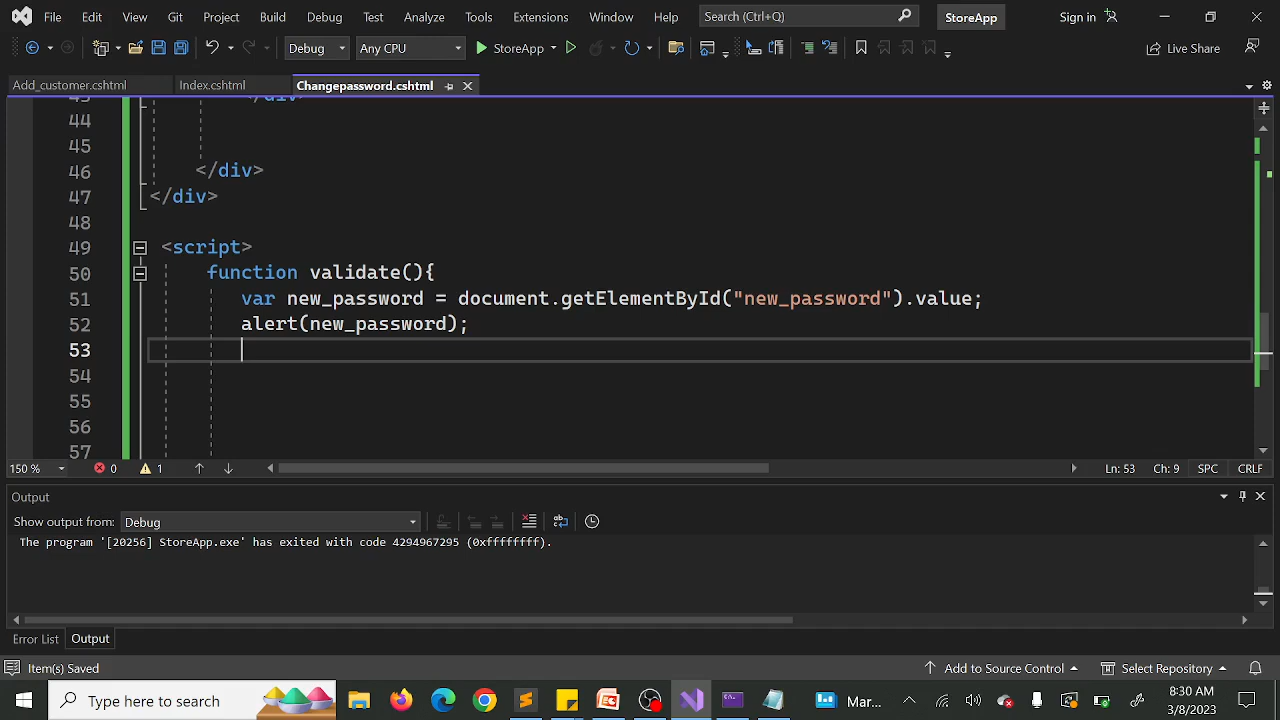 File Edit View Git Project Build Debug Test Analyze Tools Extensions Window Help Search (Ctrl+Q) StoreApp Sign in
Debug Any CPU StoreApp Live Share
Add_customer.cshtml Index.cshtml Changepassword.cshtml
43 </div>
44
45
46 </div>
47 </div>
48
49 <script>
50 function validate(){
51 var new_password = document.getElementById("new_password").value;
52 alert(new_password);
53
54
55
56
57
150 % 0 1 Ln: 53 Ch: 9 SPC CRLF
Output
Show output from: Debug
The program '[20256] StoreApp.exe' has exited with code 4294967295 (0xffffffff).
Error List Output
Item(s) Saved Add to Source Control Select Repository
Type here to search Mar... 8:30 AM
3/8/2023